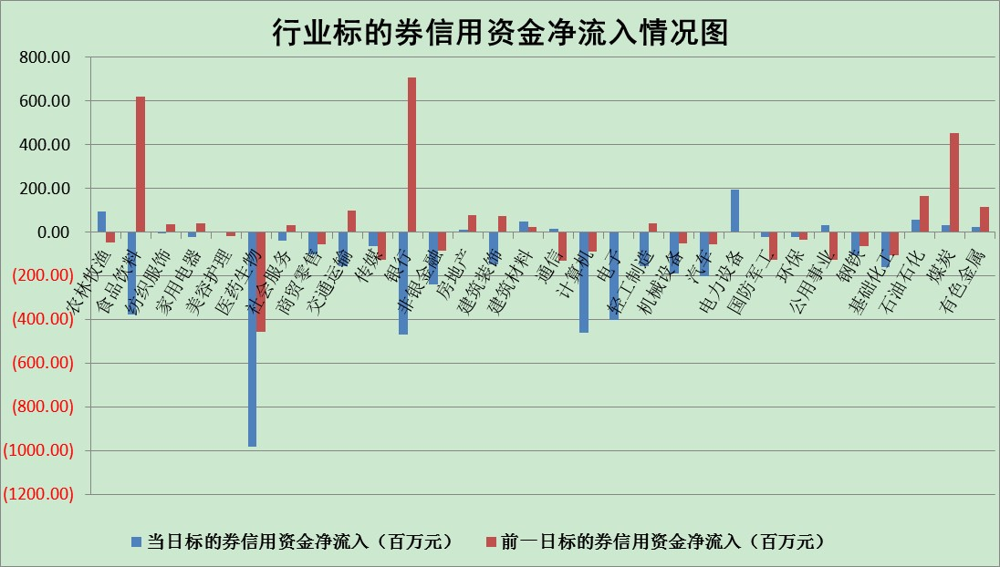 行业标的券信用资金净流入情况图
800.00
600.00
400.00
200.00
0.00
(200.00)
(400.00)
(600.00)
(800.00)
(1000.00)
(1200.00)
农林牧渔
食品饮料
纺织服饰
家用电器
美容护理
医药生物
社会服务
商贸零售
交通运输
传媒
银行
非银金融
房地产
建筑装饰
建筑材料
通信
计算机
电子
轻工制造
机械设备
汽车
电力设备
国防军工
环保
公用事业
钢铁
基础化工
石油石化
煤炭
有色金属
当日标的券信用资金净流入（百万元）
前一日标的券信用资金净流入（百万元）